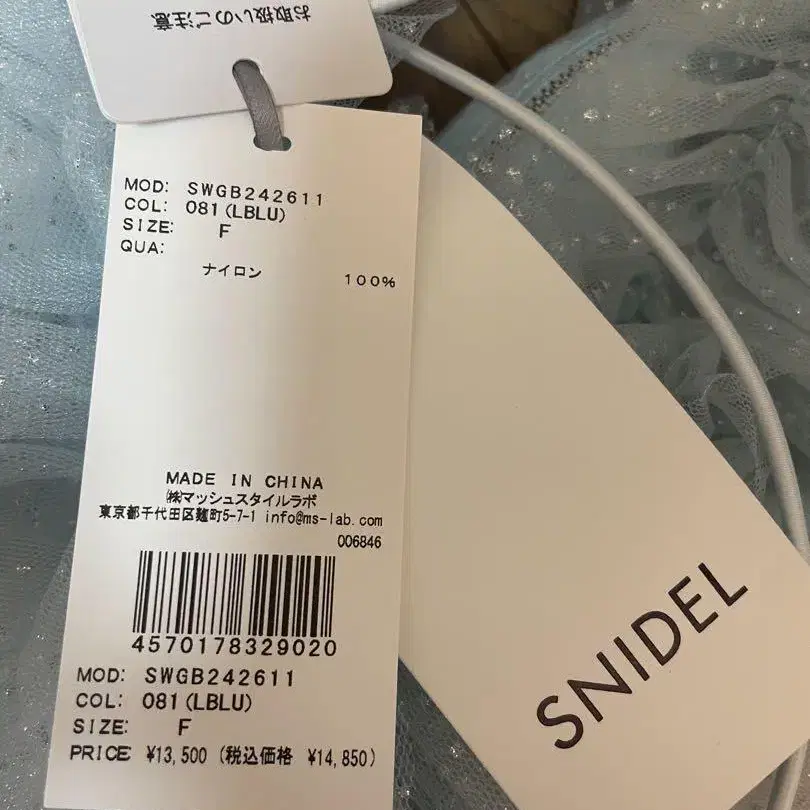 お取扱いのご注意
MOD: SWGB242611
COL: 081(LBLU)
SIZE: F
QUA:
ナイロン 100%
MADE IN CHINA
㈱マッシュスタイルラボ
東京都千代田区麹町5-7-1 info@ms-lab.com
006846
4570178329020
MOD: SWGB242611
COL: 081(LBLU)
SIZE: F
PRICE: ¥13,500 (税込価格 ¥14,850)
SNIDEL